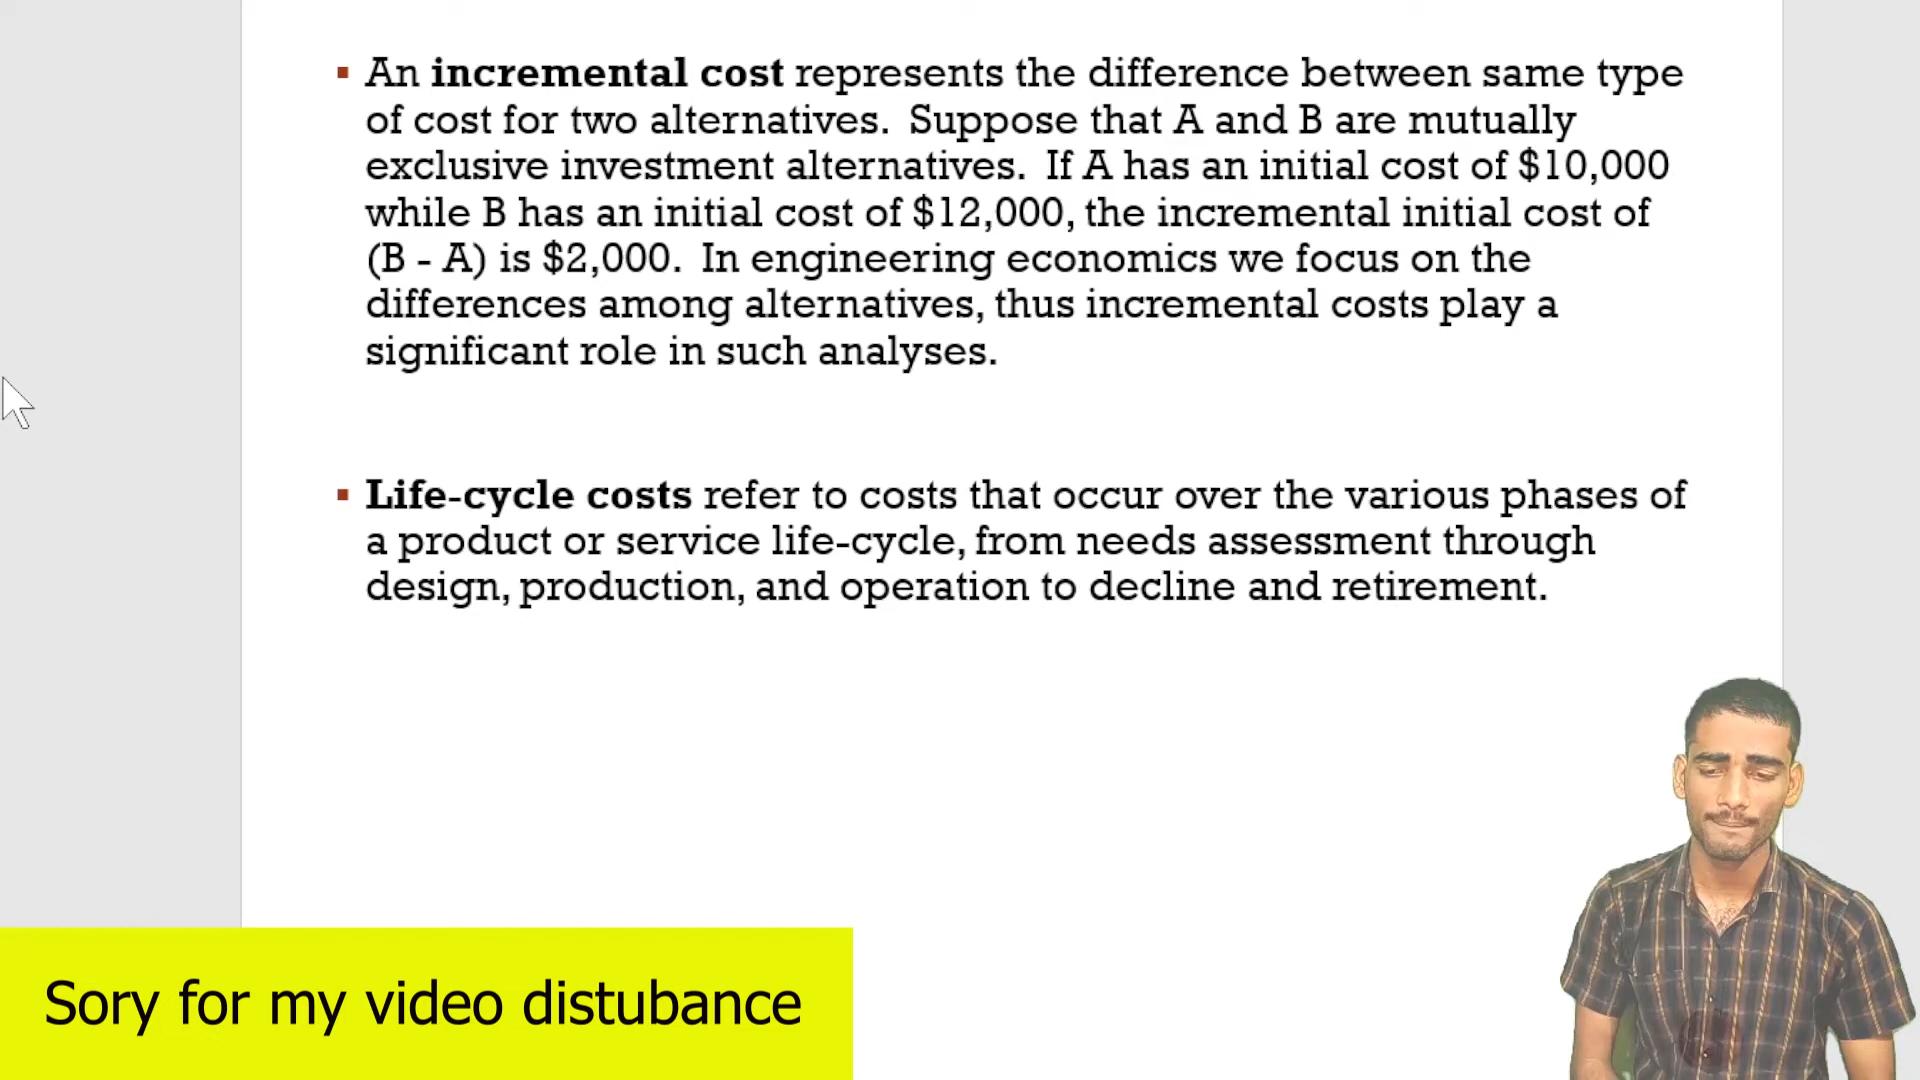 An incremental cost represents the difference between same type
of cost for two alternatives. Suppose that A and B are mutually
exclusive investment alternatives. If A has an initial cost of $10,000
while B has an initial cost of $12,000, the incremental initial cost of
(B - A) is $2,000. In engineering economics we focus on the
differences among alternatives, thus incremental costs play a
significant role in such analyses.
Life-cycle costs refer to costs that occur over the various phases of
a product or service life-cycle, from needs assessment through
design, production, and operation to decline and retirement.
Sory for my video distubance